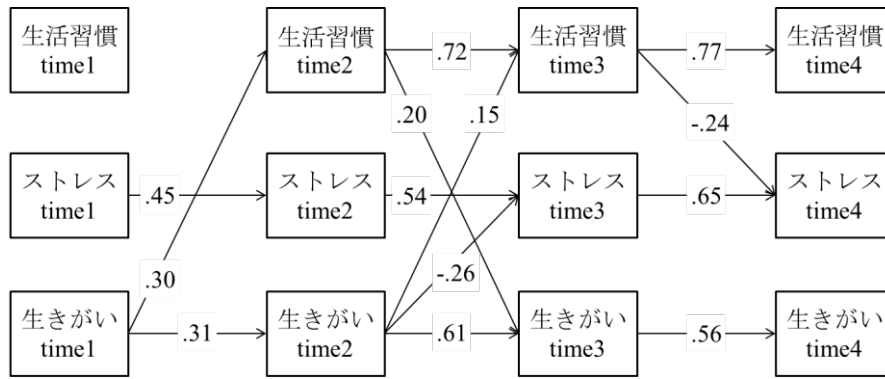 生活習慣
time1
生活習慣
time2
.72
生活習慣
time3
.77
生活習慣
time4
.20
.15
-.24
ストレス
time1
.45
ストレス
time2
.54
ストレス
time3
.65
ストレス
time4
.30
-.26
生きがい
time1
.31
生きがい
time2
.61
生きがい
time3
.56
生きがい
time4